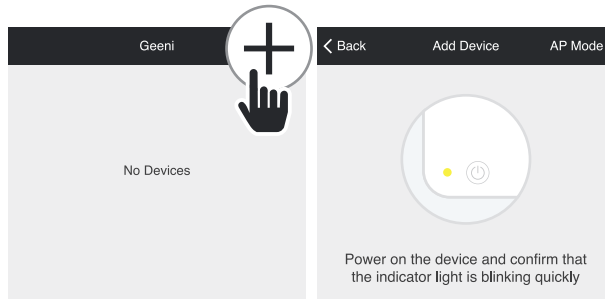 Geeni
No Devices
Back
Add Device
AP Mode
Power on the device and confirm that
the indicator light is blinking quickly